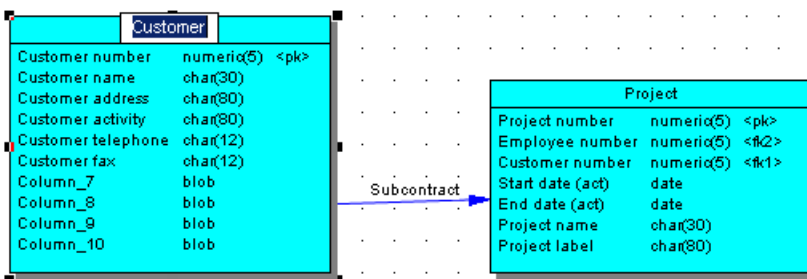 Customer
Customer number numeric(5) <pk>
Customer name char(30)
Customer address char(80)
Customer activity char(80)
Customer telephone char(12)
Customer fax char(12)
Column_7 blob
Column_8 blob
Column_9 blob
Column_10 blob
Subcontract
Project
Project number numeric(5) <pk>
Employee number numeric(5) <fk2>
Customer number numeric(5) <fk1>
Start date (act) date
End date (act) date
Project name char(30)
Project label char(80)